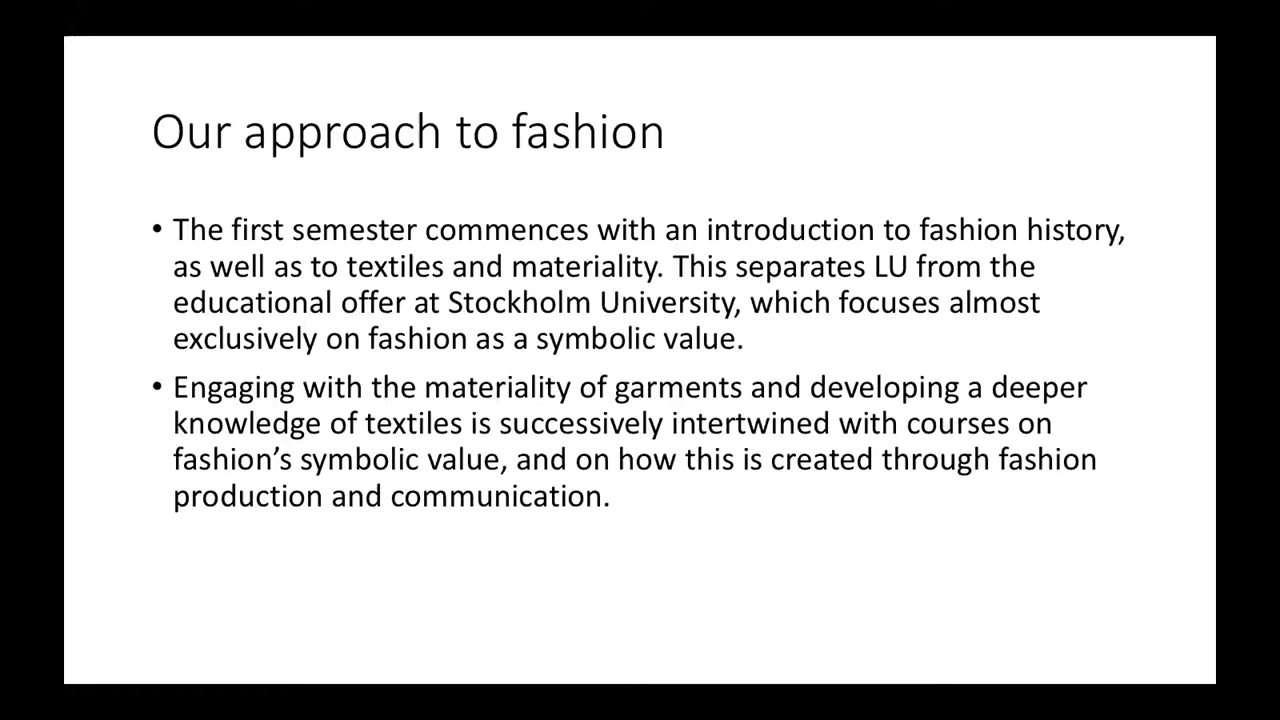 Our approach to fashion
• The first semester commences with an introduction to fashion history,
as well as to textiles and materiality. This separates LU from the
educational offer at Stockholm University, which focuses almost
exclusively on fashion as a symbolic value.
• Engaging with the materiality of garments and developing a deeper
knowledge of textiles is successively intertwined with courses on
fashion’s symbolic value, and on how this is created through fashion
production and communication.